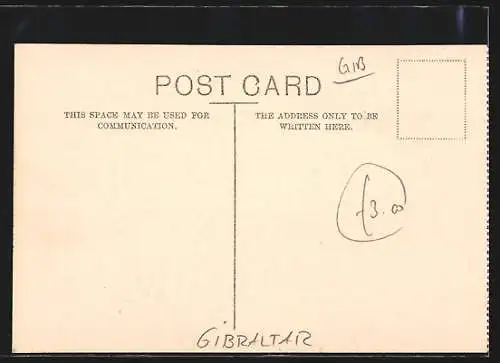 GIB
POST CARD
THIS SPACE MAY BE USED FOR
COMMUNICATION.
THE ADDRESS ONLY TO BE
WRITTEN HERE.
£3.00
GIBRALTAR